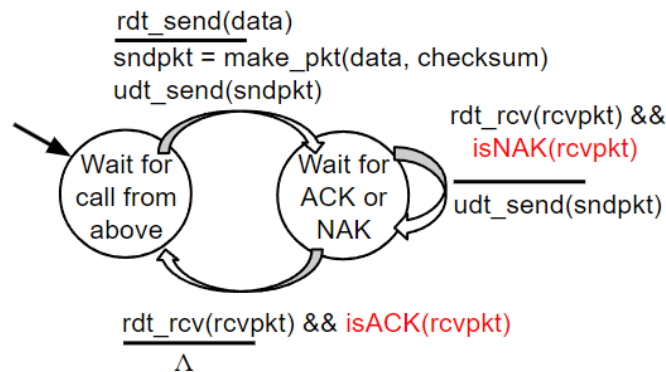 rdt_send(data)
sndpkt = make_pkt(data, checksum)
udt_send(sndpkt)
Wait for
call from
above
Wait for
ACK or
NAK
rdt_rcv(rcvpkt) &&
isNAK(rcvpkt)
udt_send(sndpkt)
rdt_rcv(rcvpkt) && isACK(rcvpkt)
Λ